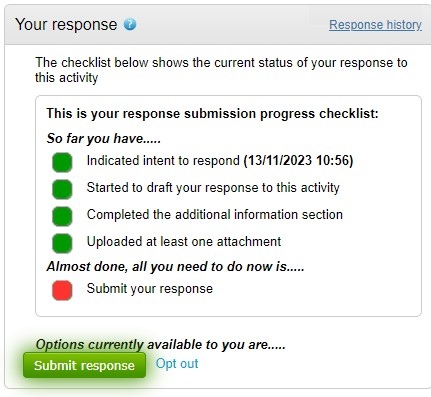 Your response ?
Response history
The checklist below shows the current status of your response to
this activity
This is your response submission progress checklist:
So far you have.....
Indicated intent to respond (13/11/2023 10:56)
Started to draft your response to this activity
Completed the additional information section
Uploaded at least one attachment
Almost done, all you need to do now is.....
Submit your response
Options currently available to you are.....
Submit response
Opt out